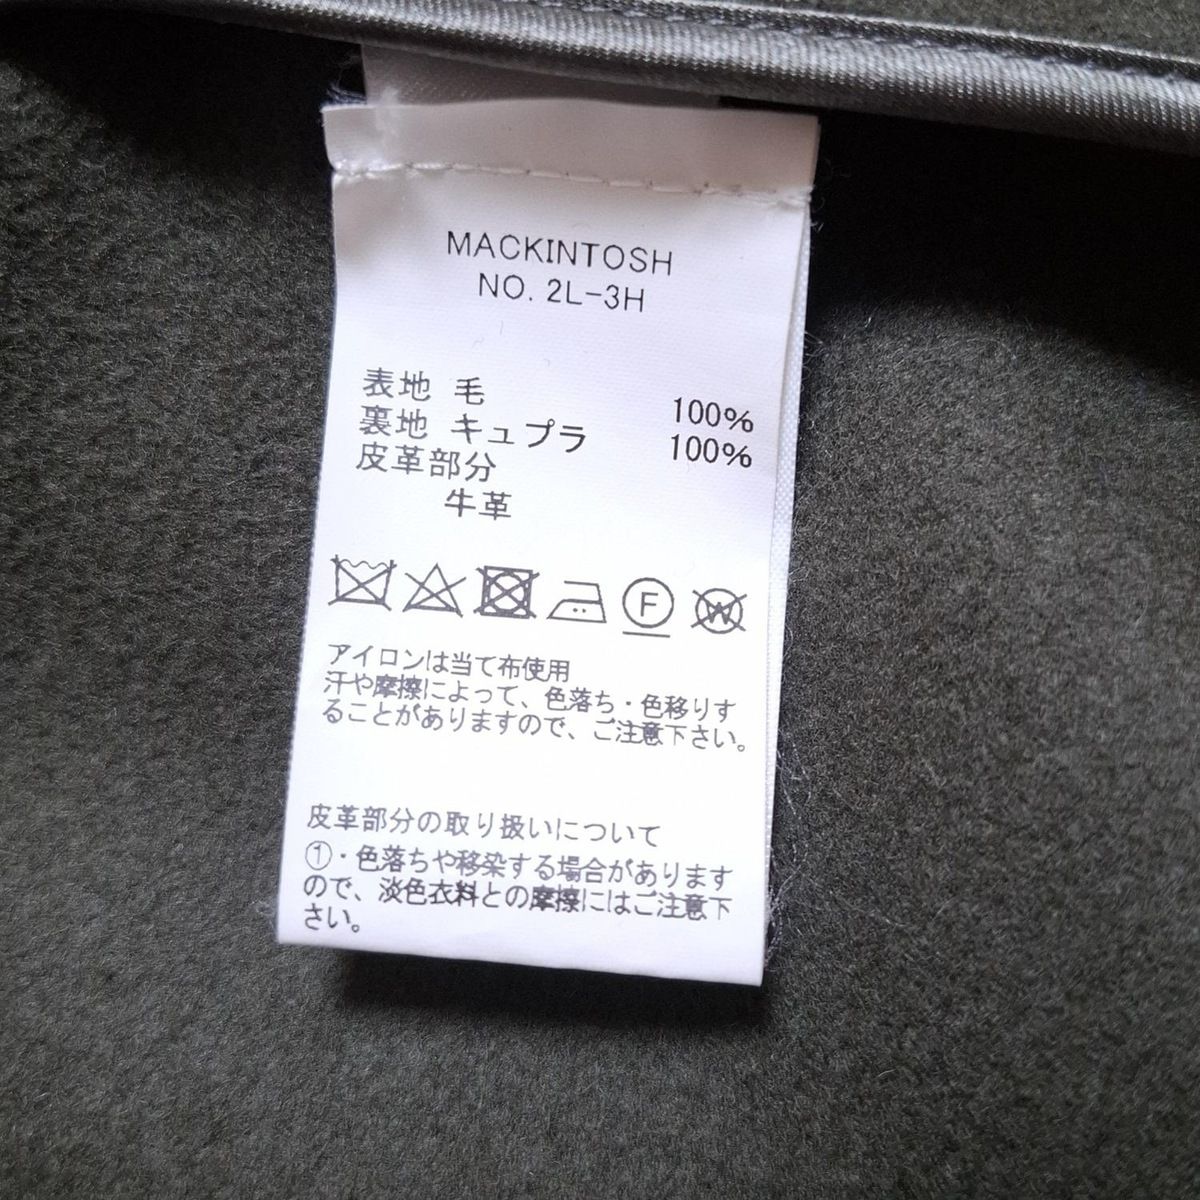 MACKINTOSH
NO. 2L-3H
表地 毛 100%
裏地 キュプラ 100%
皮革部分
牛革
F W
アイロンは当て布使用
汗や摩擦によって、色落ち・色移りす
ることがありますので、ご注意下さい。
皮革部分の取り扱いについて
①・色落ちや移染する場合があります
ので、淡色衣料との摩擦にはご注意下
さい。